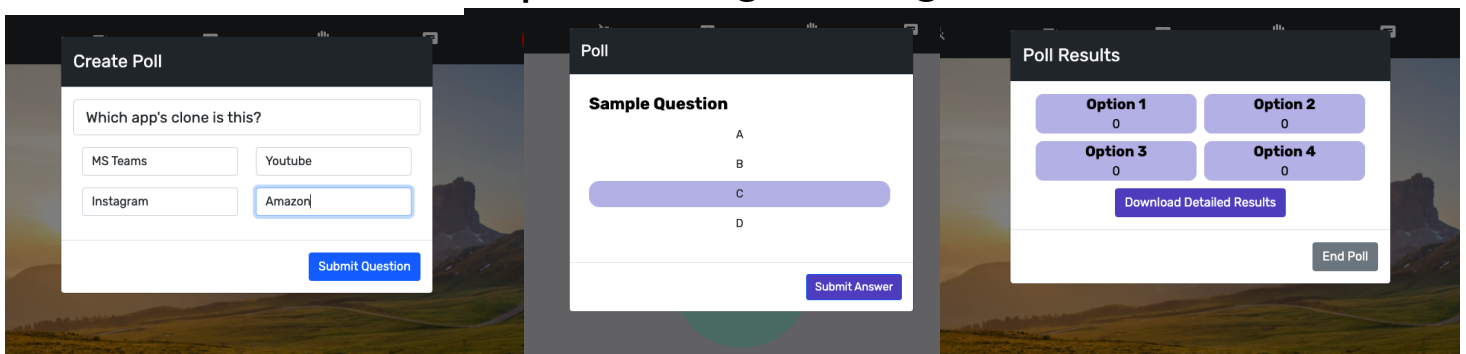 Create Poll
Which app's clone is this?
MS Teams
Youtube
Instagram
Amazon
Submit Question
Poll
Sample Question
A
B
C
D
Submit Answer
Poll Results
Option 1
0
Option 2
0
Option 3
0
Option 4
0
Download Detailed Results
End Poll